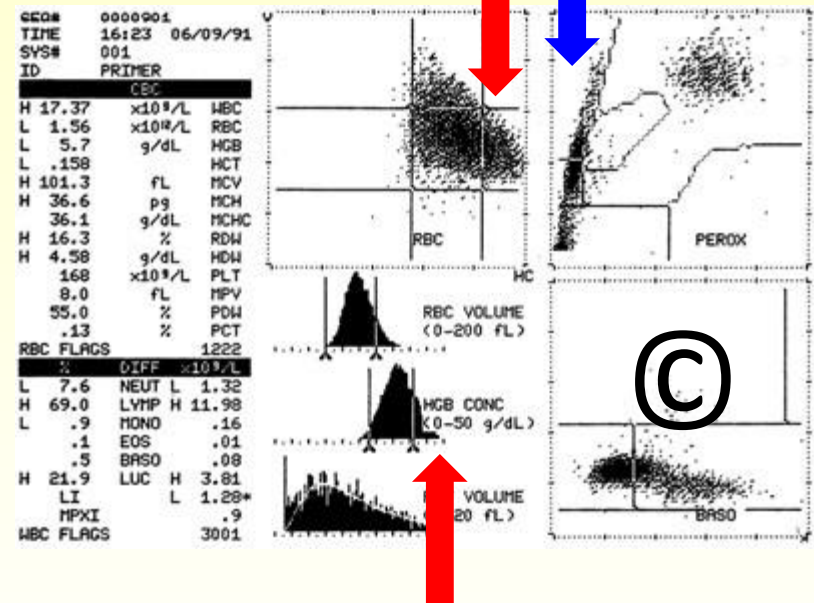 SEQ# 0000901
TIME 16:23 06/09/91
SYS# 001
ID PRIMER
CBC
H 17.37 x10⁹/L WBC
L 1.56 x10¹²/L RBC
L 5.7 g/dL HGB
L .158 HCT
H 101.3 fL MCV
H 36.6 pg MCH
36.1 g/dL MCHC
H 16.3 % RDW
H 4.58 g/dL HDW
168 x10⁹/L PLT
8.0 fL MPV
55.0 % PDW
.13 % PCT
RBC FLAGS 1222
% DIFF x10⁹/L
L 7.6 NEUT L 1.32
H 69.0 LYMP H 11.98
L .9 MONO .16
.1 EOS .01
.5 BASO .08
H 21.9 LUC H 3.81
LI L 1.28*
MPXI .9
WBC FLAGS 3001
V
RBC
HC
PEROX
RBC VOLUME
(0-200 fL)
HGB CONC
(0-50 g/dL)
VOLUME
20 fL)
©
BASO